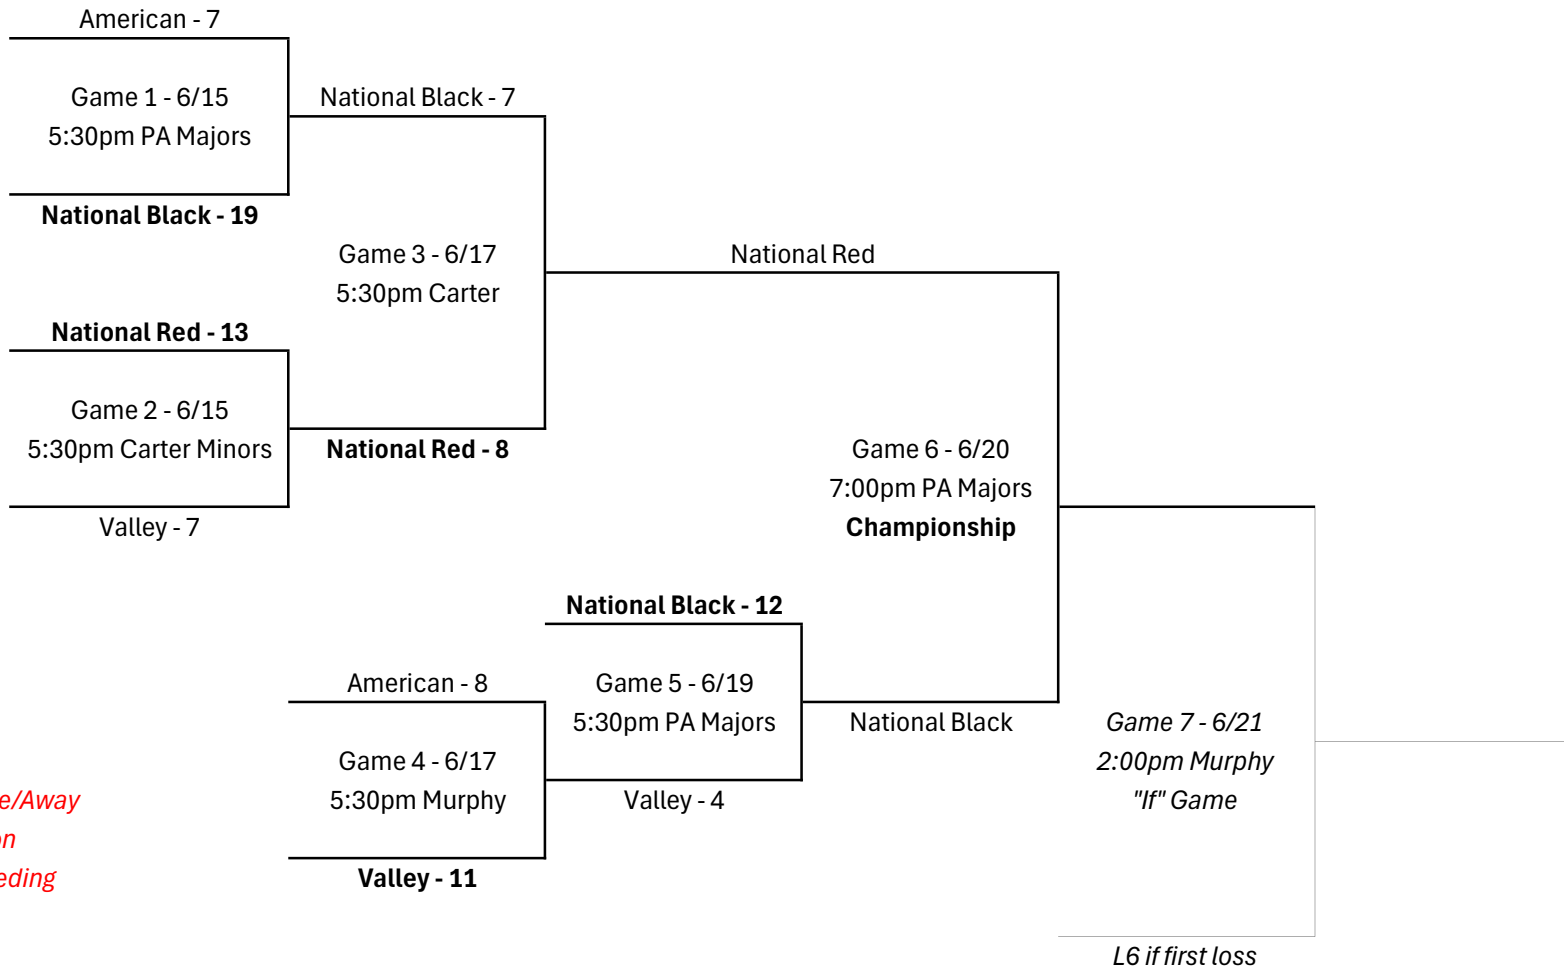 American - 7
Game 1 - 6/15
5:30pm PA Majors
National Black - 19
National Black - 7
Game 3 - 6/17
5:30pm Carter
National Red - 13
Game 2 - 6/15
5:30pm Carter Minors
Valley - 7
National Red - 8
National Red
Game 6 - 6/20
7:00pm PA Majors
Championship
National Black - 12
American - 8
Game 5 - 6/19
5:30pm PA Majors
National Black
Game 4 - 6/17
5:30pm Murphy
Valley - 4
Valley - 11
Game 7 - 6/21
2:00pm Murphy
"If" Game
L6 if first loss
e/Away
on
eding